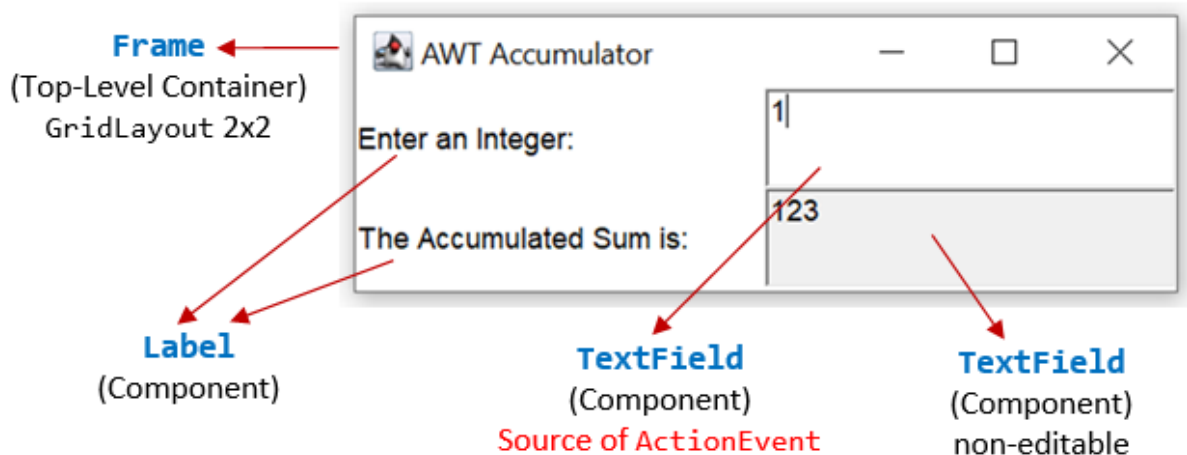 Frame
(Top-Level Container)
GridLayout 2x2
AWT Accumulator
Enter an Integer:
1
The Accumulated Sum is:
123
Label
(Component)
TextField
(Component)
Source of ActionEvent
TextField
(Component)
non-editable